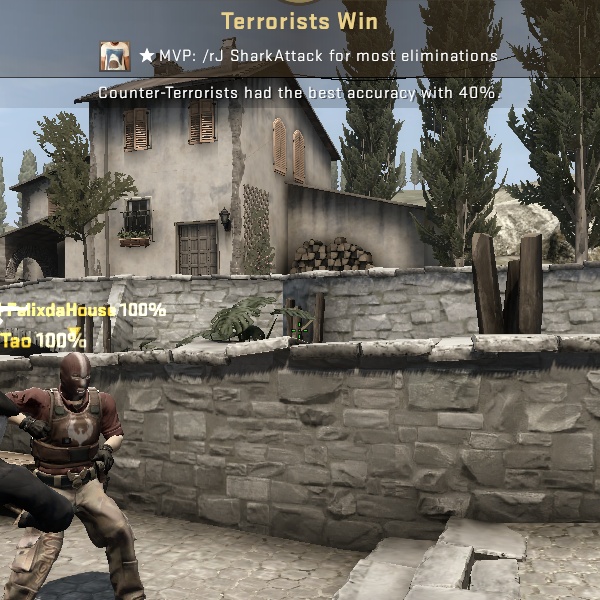 Terrorists Win
★MVP: /rJ SharkAttack for most eliminations
Counter-Terrorists had the best accuracy with 40%.
FelixdaHouse 100%
Tao 100%